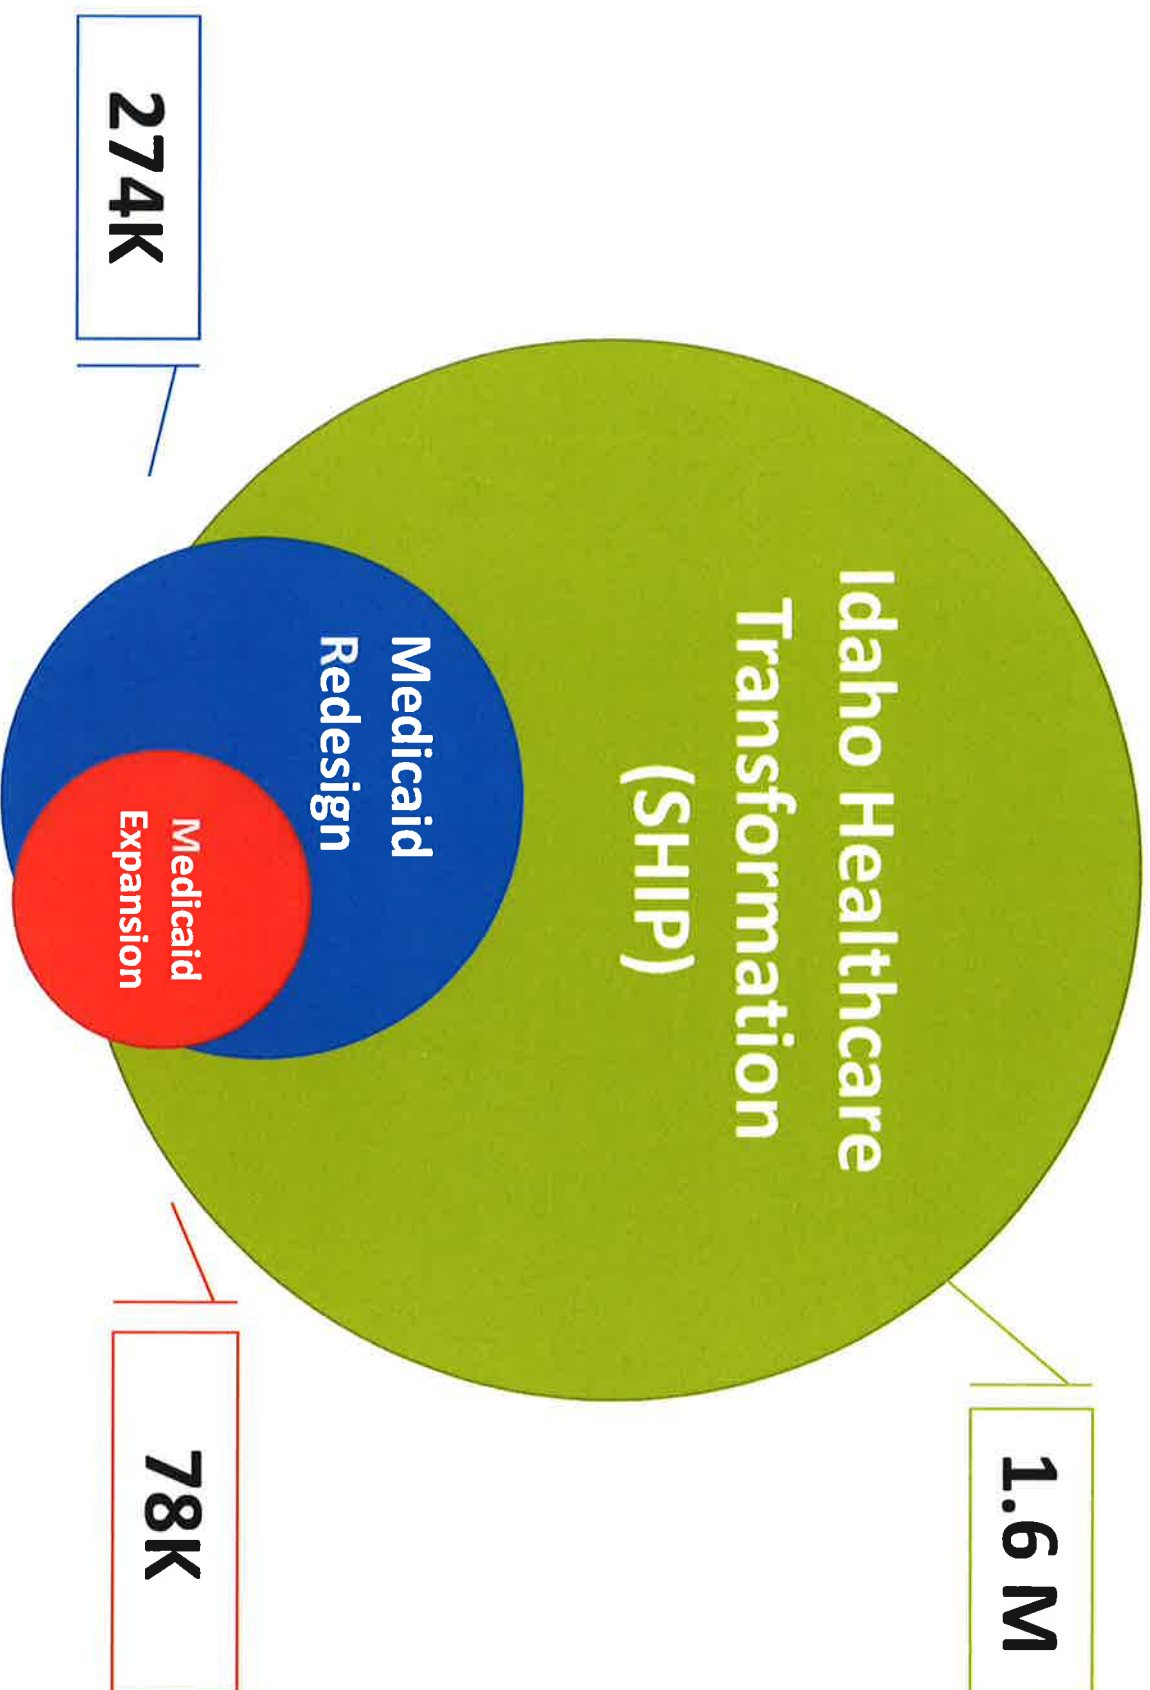 Idaho Healthcare
Transformation
(SHIP)
1.6 M
Medicaid
Redesign
Medicaid
Expansion
274K
78K